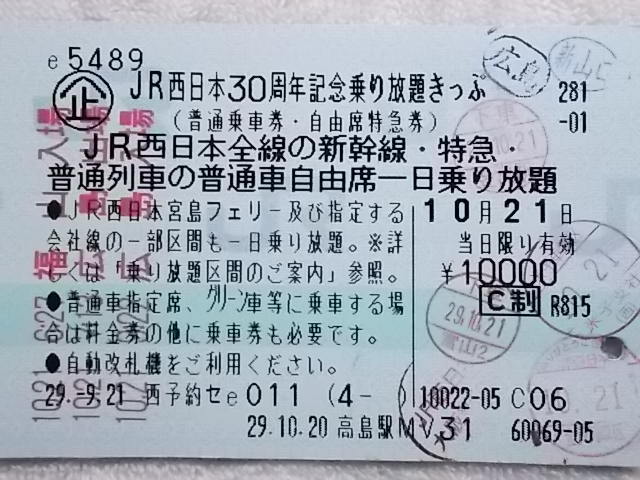 e5489
企 JR西日本30周年記念乗り放題きっぷ 281
(普通乗車券・自由席特急券) -01
JR西日本全線の新幹線・特急・
普通列車の普通車自由席一日乗り放題
●JR西日本宮島フェリー及び指定する 10月21日
会社線の一部区間も一日乗り放題。※詳 当日限り有効
しくは「乗り放題区間のご案内」参照。 ¥10000
●普通車指定席、グリーン車等に乗車する場 C制 R815
合は料金券の他に乗車券も必要です。
●自動改札機をご利用ください。
29.-9.21 西予約セe011 (4- ) 10022-05 C06
29.10.20 高島駅MV31 60069-05
広島
29.10.21